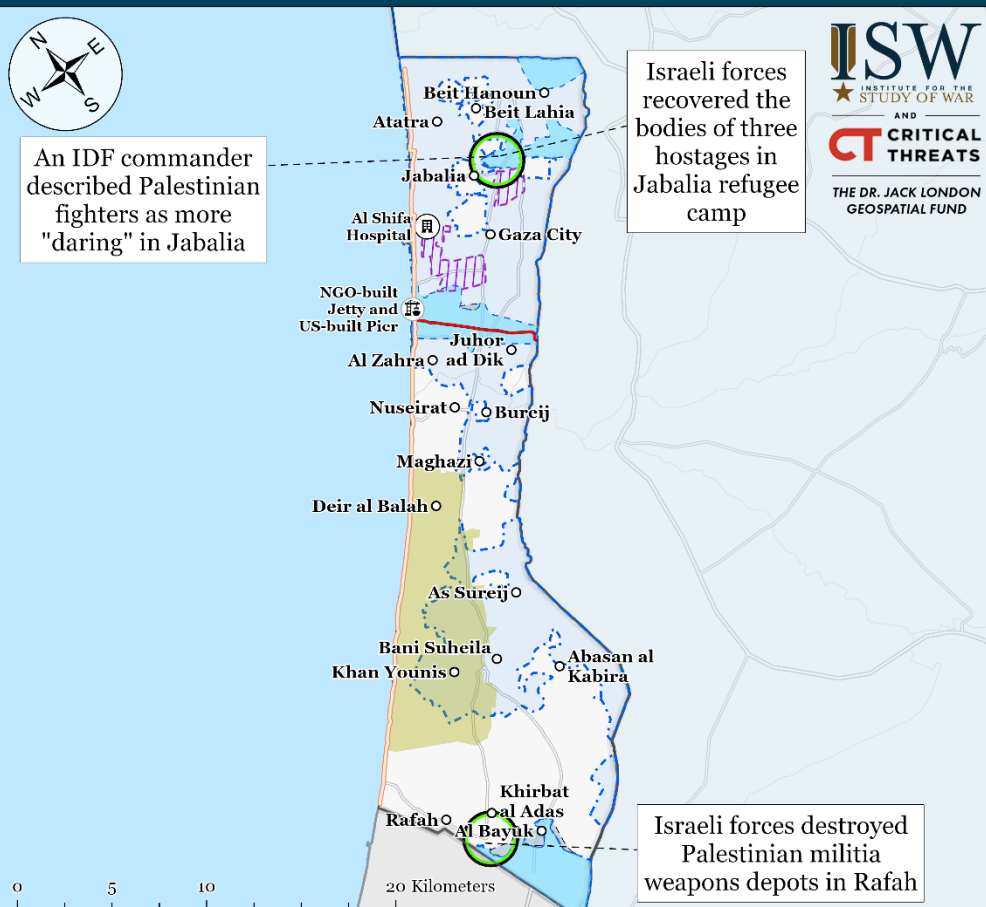 N
E
W
S
ISW
INSTITUTE FOR THE
STUDY OF WAR
AND
CT CRITICAL
THREATS
THE DR. JACK LONDON
GEOSPATIAL FUND
Israeli forces
recovered the
bodies of three
hostages in
Jabalia refugee
camp
An IDF commander
described Palestinian
fighters as more
"daring" in Jabalia
Beit Hanoun
Beit Lahia
Atatra
Jabalia
Al Shifa
Hospital
Gaza City
NGO-built
Jetty and
US-built Pier
Juhor
ad Dik
Al Zahra
Nuseirat
Bureij
Maghazi
Deir al Balah
As Sureij
Bani Suheila
Abasan al
Kabira
Khan Younis
Khirbat
al Adas
Rafah
Al Bayuk
Israeli forces destroyed
Palestinian militia
weapons depots in Rafah
0 5 10 20 Kilometers